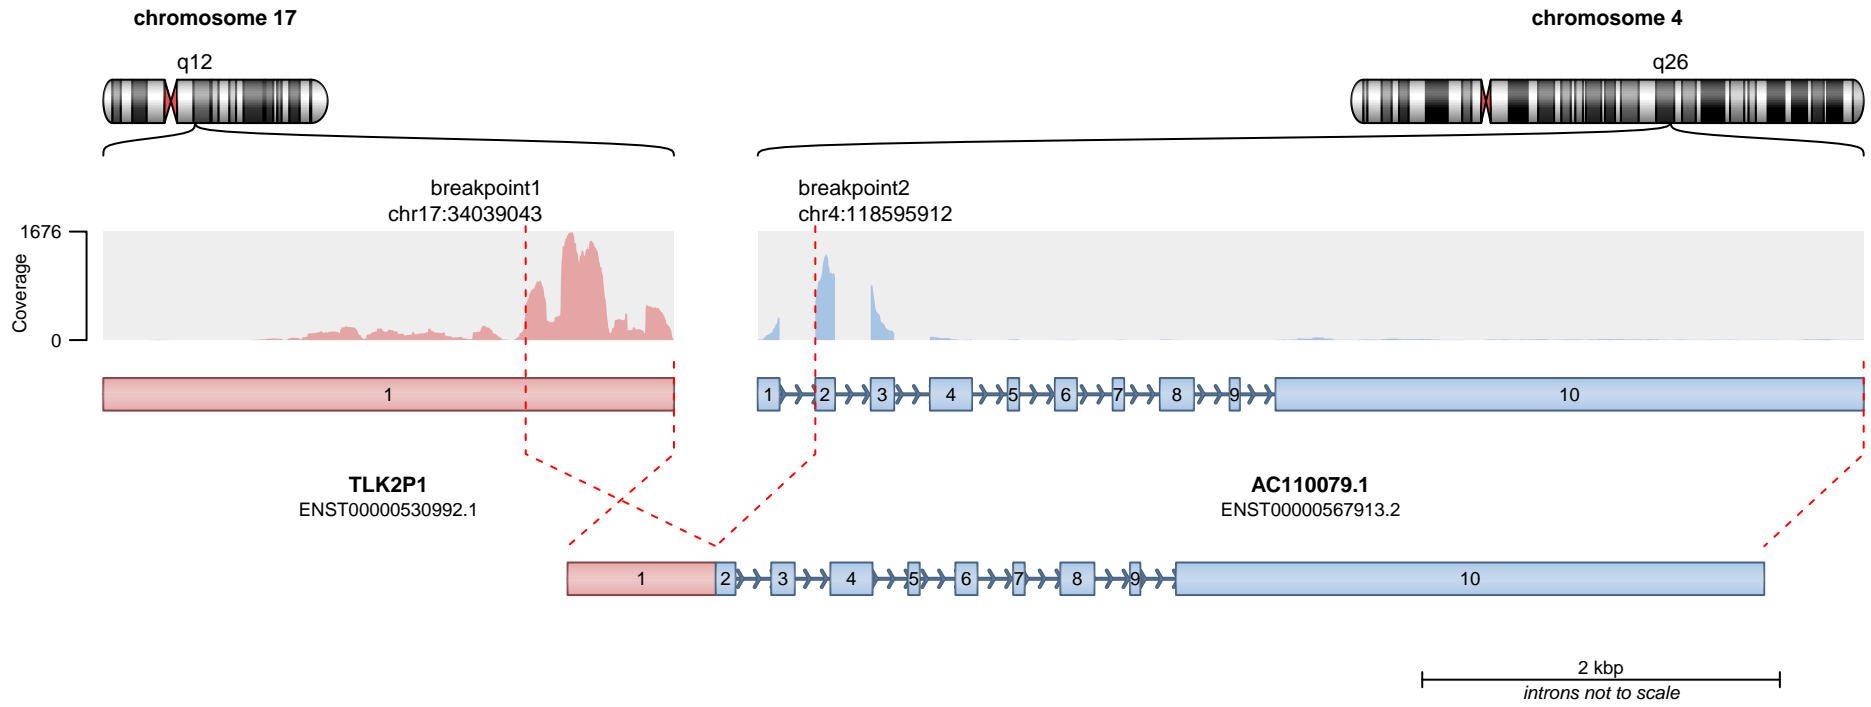 chromosome 17
chromosome 4
q12
q26
breakpoint1
chr17:34039043
breakpoint2
chr4:118595912
1676
0
Coverage
1
1 2 3 4 5 6 7 8 9 10
TLK2P1
ENST00000530992.1
AC110079.1
ENST00000567913.2
1 2 3 4 5 6 7 8 9 10
2 kbp
introns not to scale